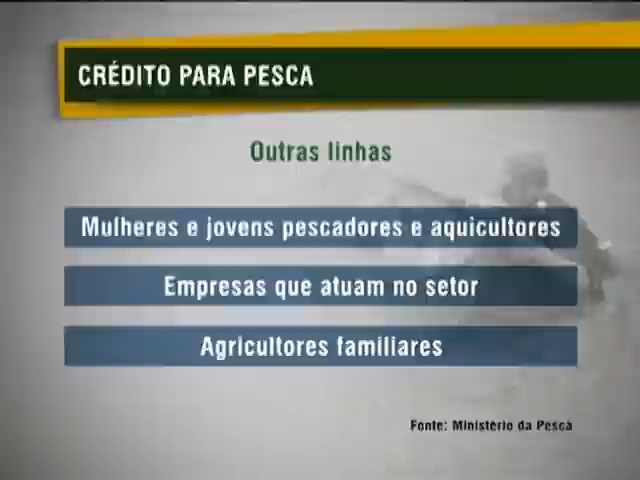 CRÉDITO PARA PESCA
Outras linhas
Mulheres e jovens pescadores e aquicultores
Empresas que atuam no setor
Agricultores familiares
Fonte: Ministério da Pesca